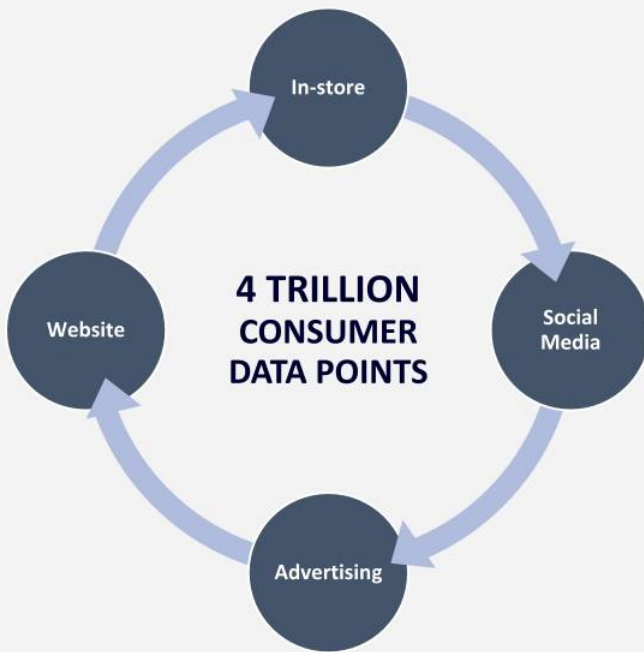 In-store
Website
4 TRILLION
CONSUMER
DATA POINTS
Social
Media
Advertising